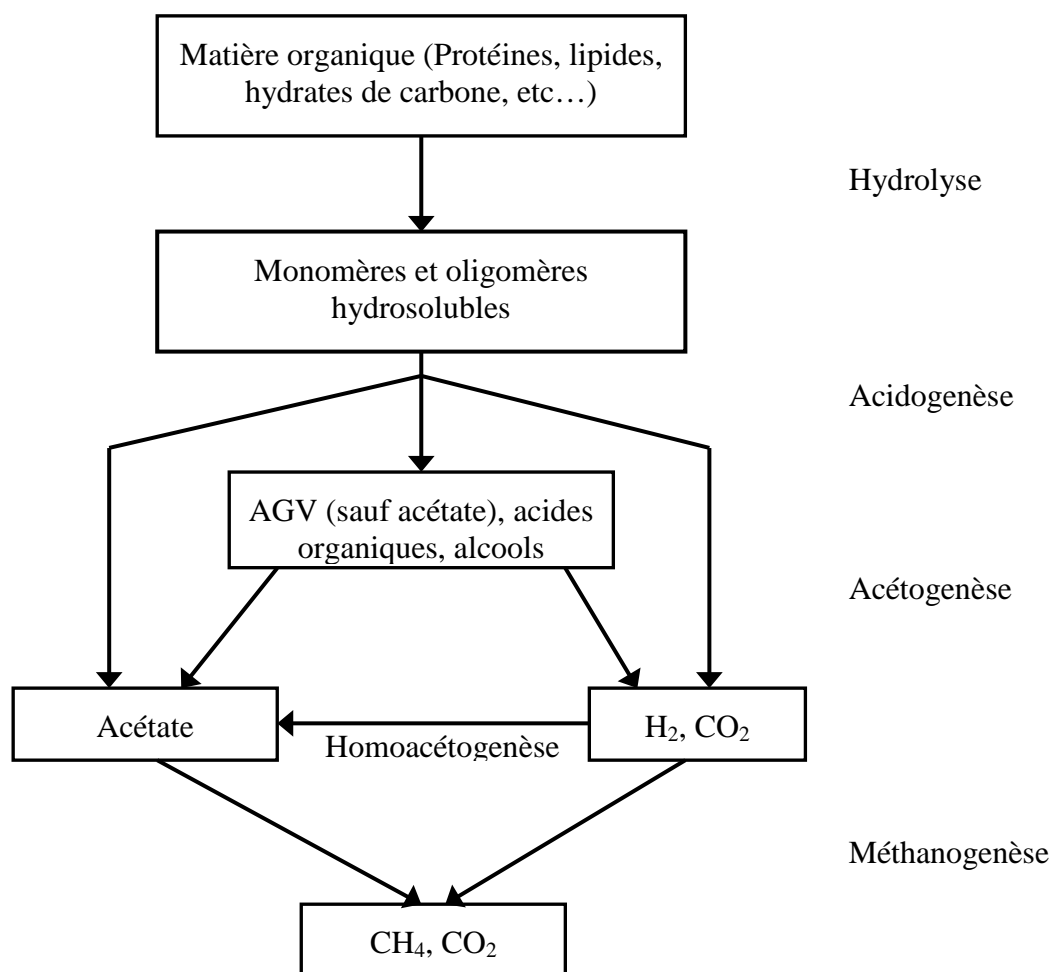 Matière organique (Protéines, lipides,
hydrates de carbone, etc…)
Hydrolyse
Monomères et oligomères
hydrosolubles
Acidogenèse
AGV (sauf acétate), acides
organiques, alcools
Acétogenèse
Acétate
H₂, CO₂
Homoacétogenèse
Méthanogenèse
CH₄, CO₂